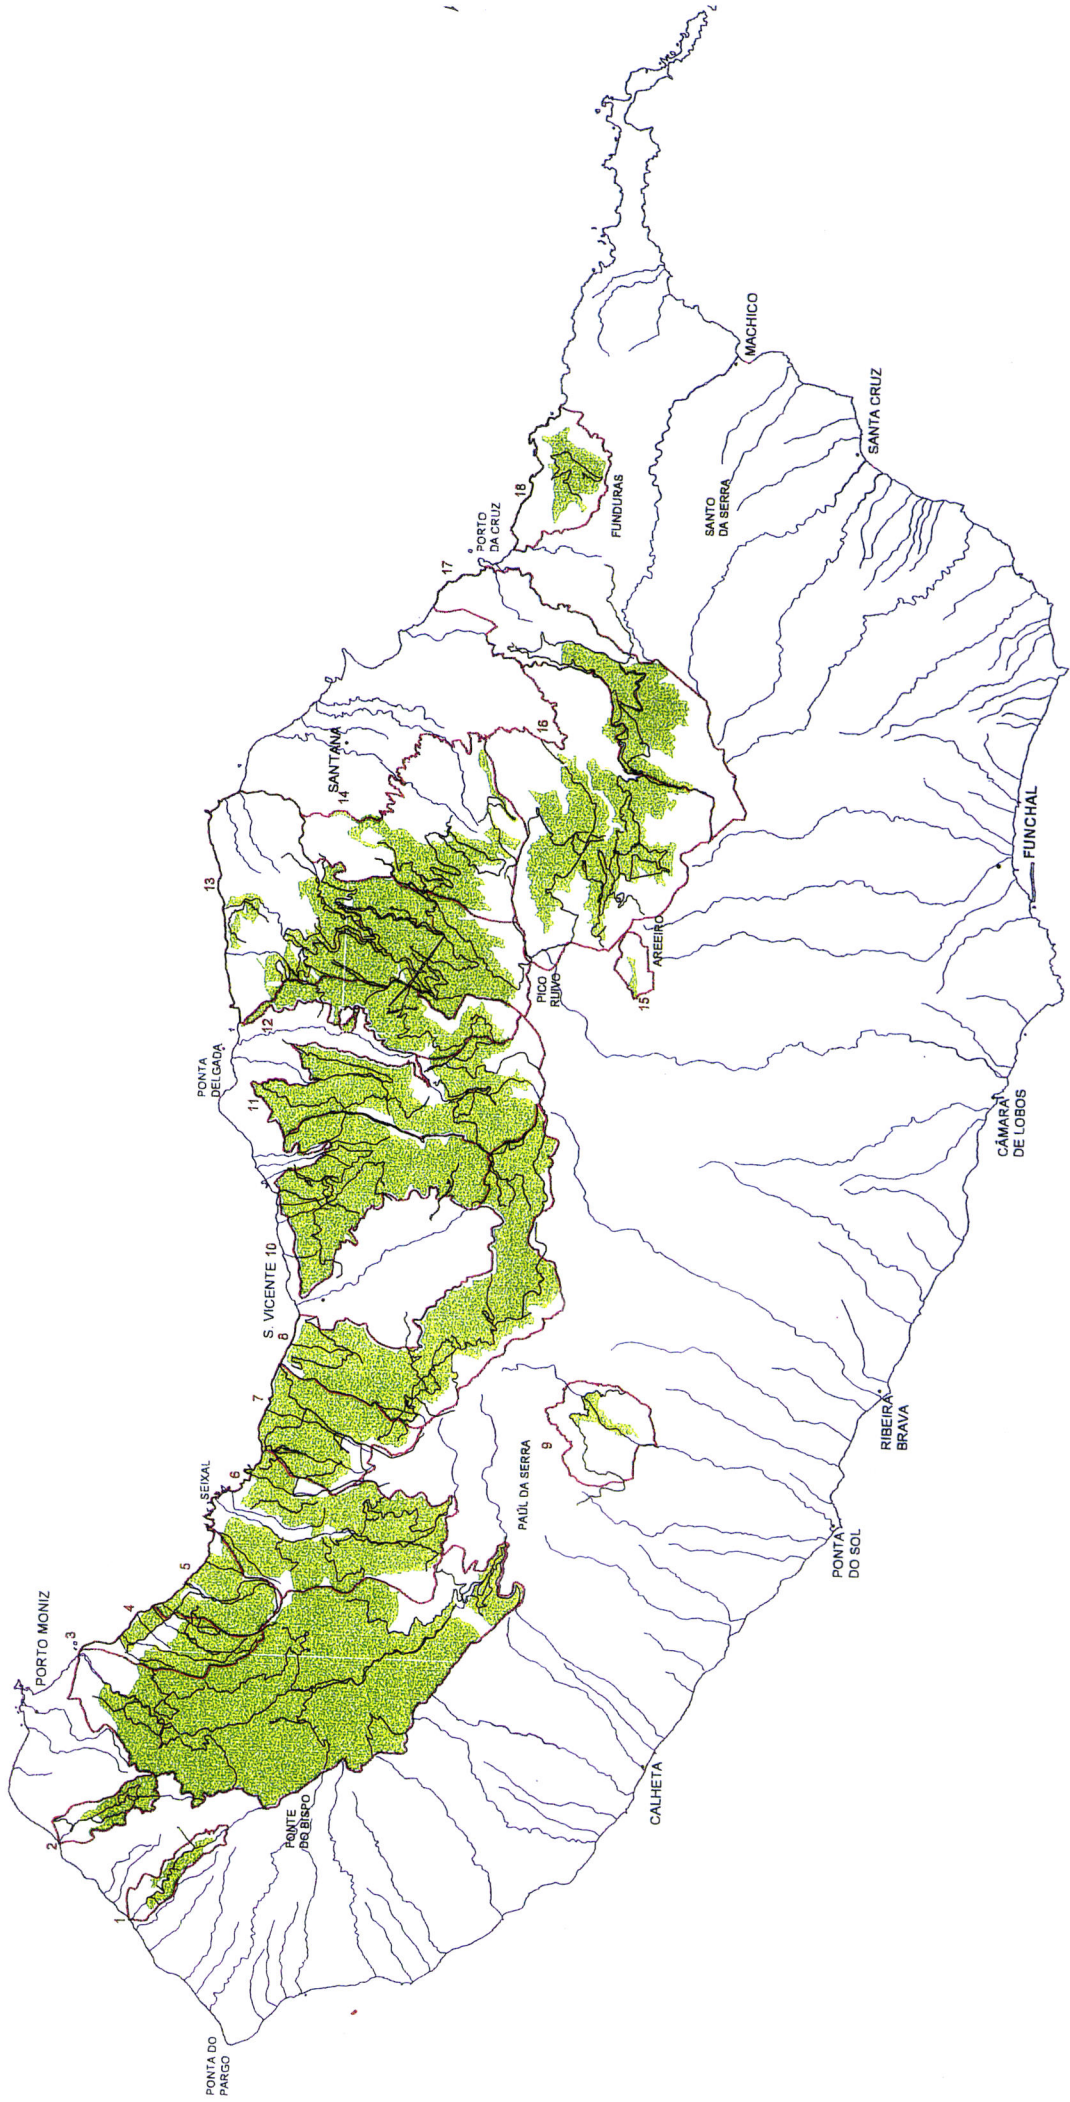 PONTA DO
PARGO
1
2
PORTO MONIZ
3
4
5
SEIXAL
6
7
8
S. VICENTE 10
PONTE
DO BISPO
PAÚL DA SERRA
9
CALHETA
PONTA
DO SOL
RIBEIRA
BRAVA
11
PONTA
DELGADA
12
13
14
SANTANA
PICO
RUIVO
15
AREEIRO
16
17
PORTO
DA CRUZ
18
FUNDURAS
SANTO
DA SERRA
MACHICO
SANTA CRUZ
FUNCHAL
CÂMARA
DE LOBOS